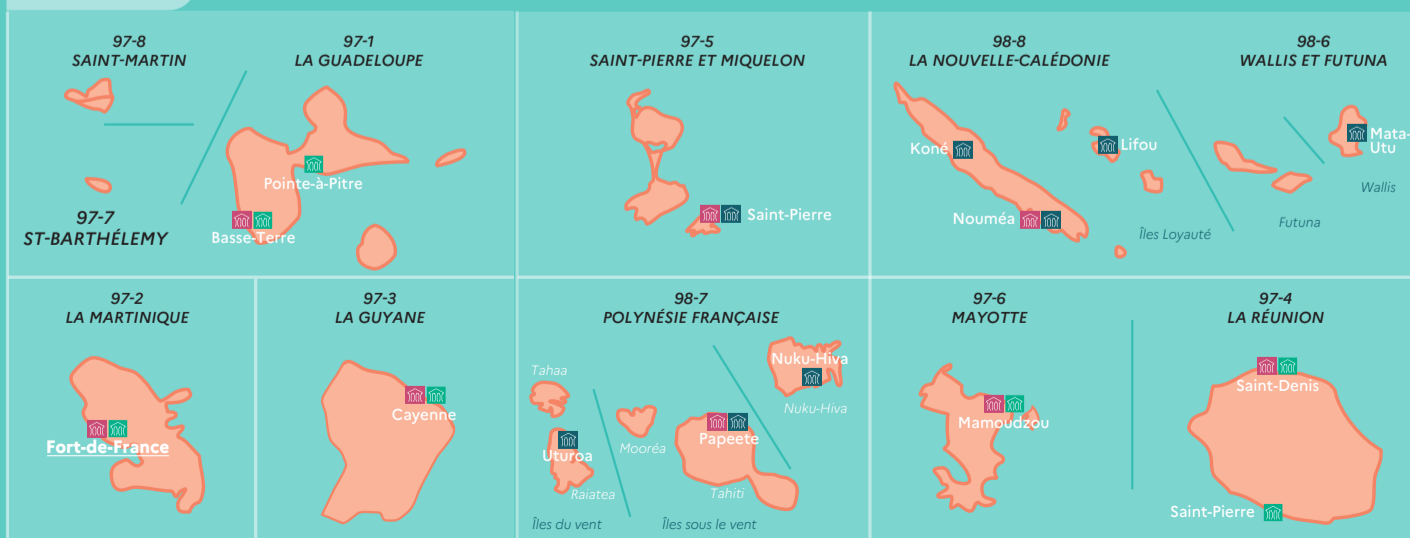 97-8
SAINT-MARTIN
97-1
LA GUADELOUPE
Pointe-à-Pitre
97-7
ST-BARTHÉLEMY
Basse-Terre
97-5
SAINT-PIERRE ET MIQUELON
Saint-Pierre
98-8
LA NOUVELLE-CALÉDONIE
Koné
Lifou
Nouméa
Îles Loyauté
98-6
WALLIS ET FUTUNA
Mata-
Utu
Wallis
Futuna
97-2
LA MARTINIQUE
Fort-de-France
97-3
LA GUYANE
Cayenne
98-7
POLYNÉSIE FRANÇAISE
Nuku-Hiva
Tahaa
Nuku-Hiva
Papeete
Mooréa
Uturoa
Raiatea
Tahiti
Îles du vent
Îles sous le vent
97-6
MAYOTTE
Mamoudzou
97-4
LA RÉUNION
Saint-Denis
Saint-Pierre